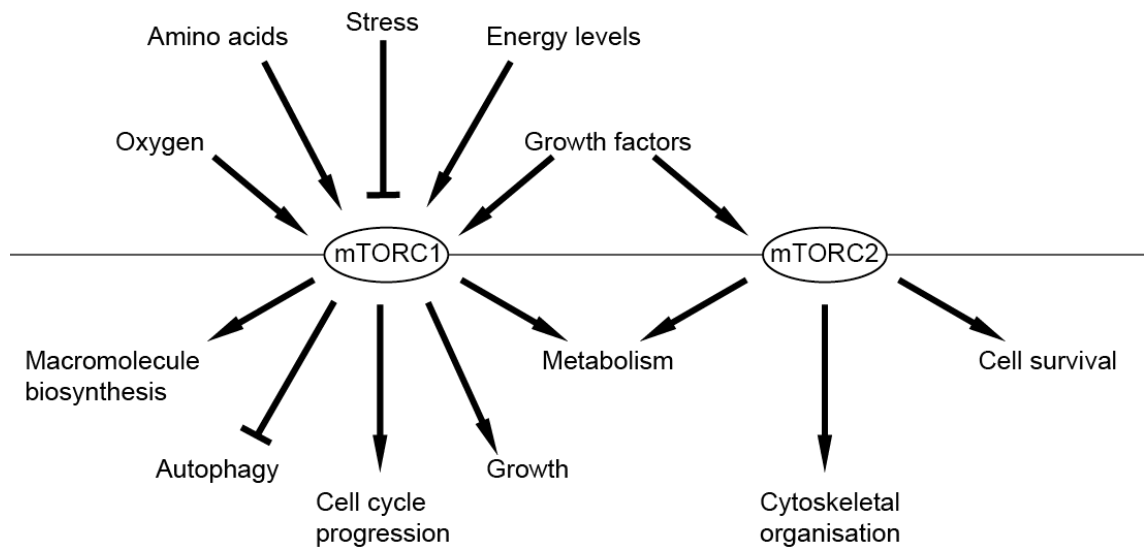 Stress
Amino acids
Energy levels
Oxygen
Growth factors
mTORC1
mTORC2
Macromolecule
biosynthesis
Metabolism
Cell survival
Autophagy
Growth
Cell cycle
progression
Cytoskeletal
organisation